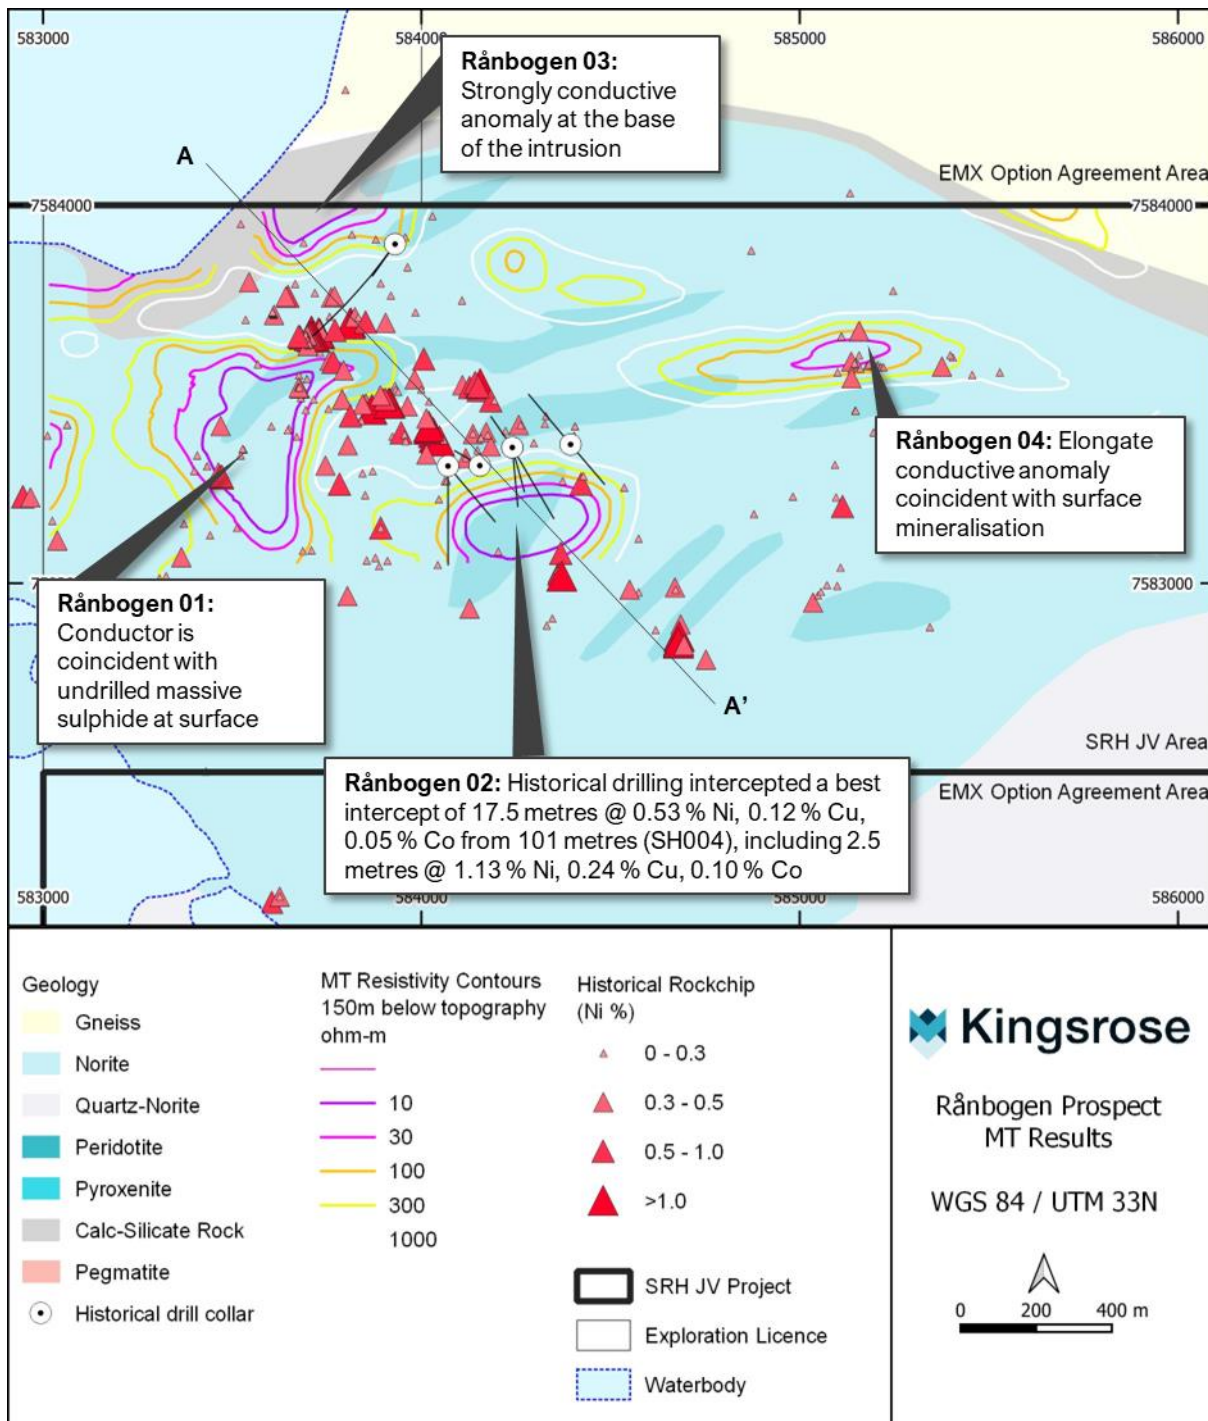 583000
584000
585000
586000
Rånbogen 03:
Strongly conductive
anomaly at the base
of the intrusion
A
EMX Option Agreement Area
7584000
7584000
Rånbogen 04: Elongate
conductive anomaly
coincident with surface
mineralisation
7583000
Rånbogen 01:
Conductor is
coincident with
undrilled massive
sulphide at surface
A’
SRH JV Area
Rånbogen 02: Historical drilling intercepted a best
intercept of 17.5 metres @ 0.53 % Ni, 0.12 % Cu,
0.05 % Co from 101 metres (SH004), including 2.5
metres @ 1.13 % Ni, 0.24 % Cu, 0.10 % Co
EMX Option Agreement Area
583000
584000
585000
586000
Geology
Gneiss
Norite
Quartz-Norite
Peridotite
Pyroxenite
Calc-Silicate Rock
Pegmatite
Historical drill collar
MT Resistivity Contours
150m below topography
ohm-m
10
30
100
300
1000
Historical Rockchip
(Ni %)
0 - 0.3
0.3 - 0.5
0.5 - 1.0
>1.0
SRH JV Project
Exploration Licence
Waterbody
Kingsrose
Rånbogen Prospect
MT Results
WGS 84 / UTM 33N
0 200 400 m